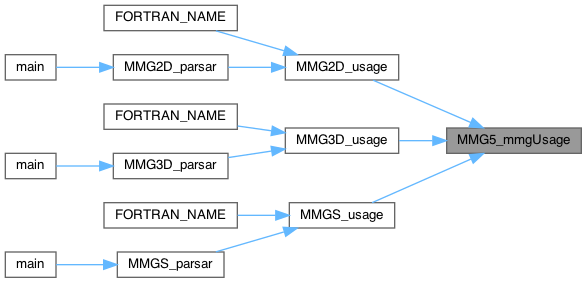 FORTRAN_NAME
main
MMG2D_parsar
MMG2D_usage
FORTRAN_NAME
MMG3D_usage
MMG5_mmgUsage
main
MMG3D_parsar
FORTRAN_NAME
MMGS_usage
main
MMGS_parsar